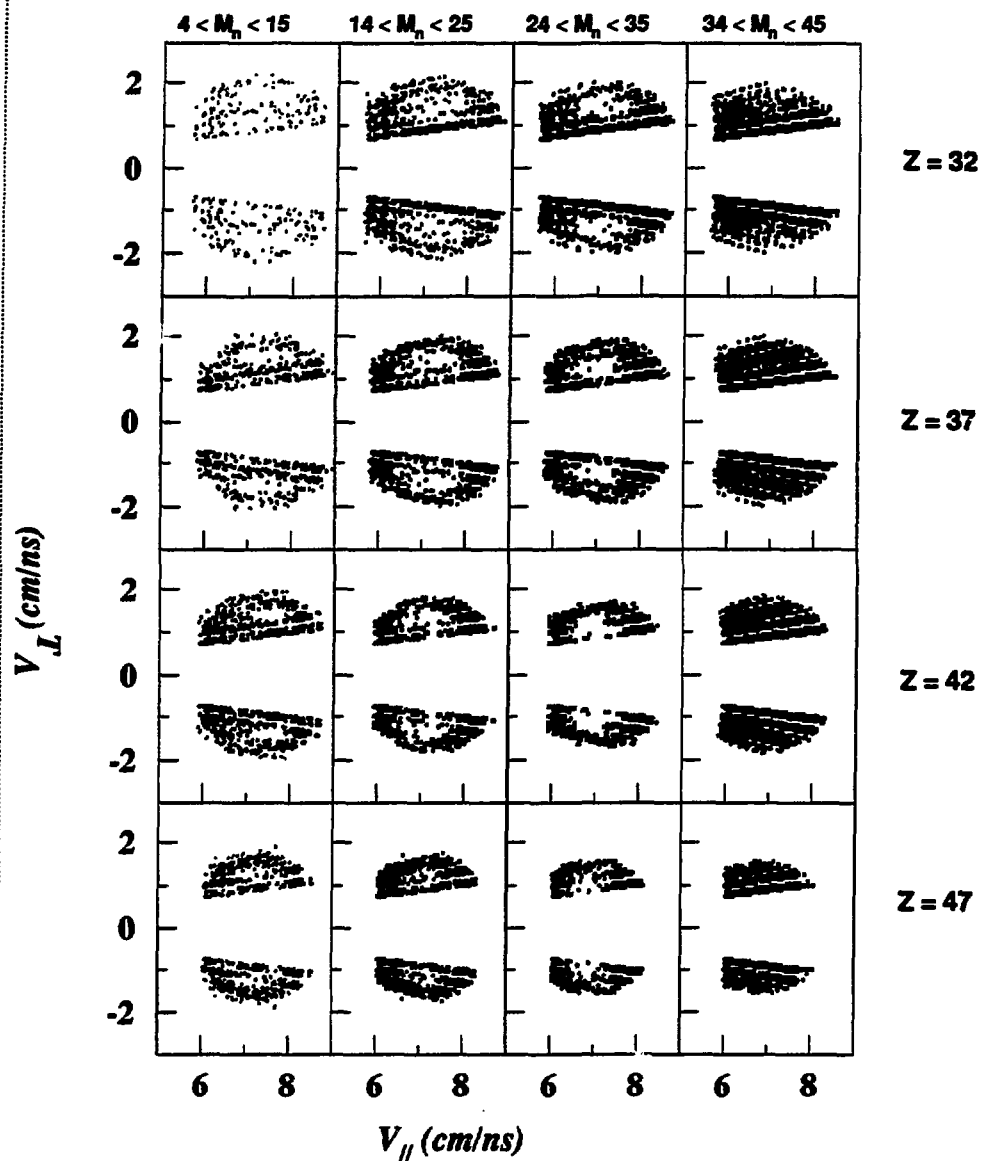 4 < Mn < 15 14 < Mn < 25 24 < Mn < 35 34 < Mn < 45
2
0
-2
Z = 32
2
0
-2
Z = 37
2
0
-2
Z = 42
2
0
-2
Z = 47
V⊥ (cm/ns)
6 8 6 8 6 8 6 8
V// (cm/ns)